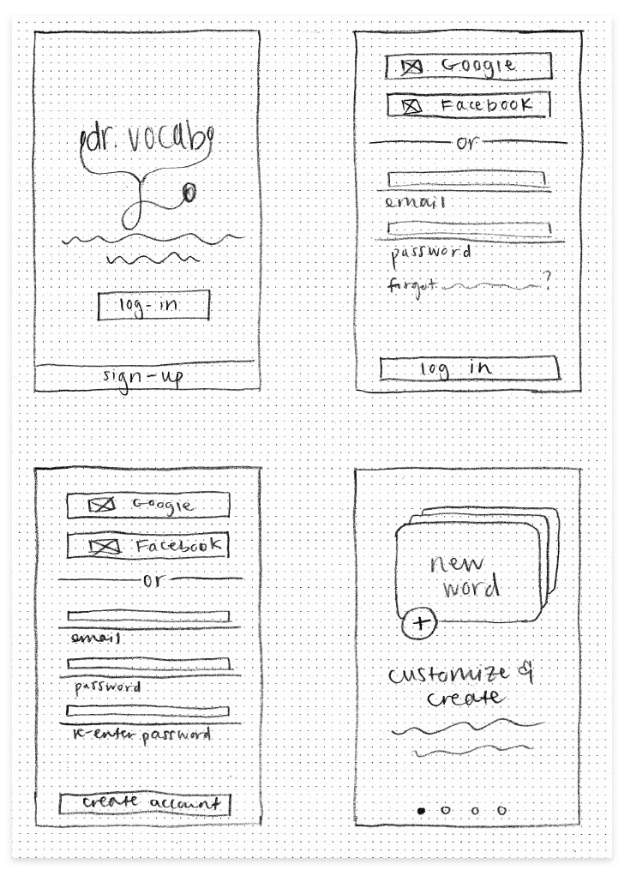 dr. vocab
log-in
sign-up
Google
Facebook
or
email
password
forgot ?
log in
Google
Facebook
or
email
password
re-enter password
create account
new
word
+
customize &
create